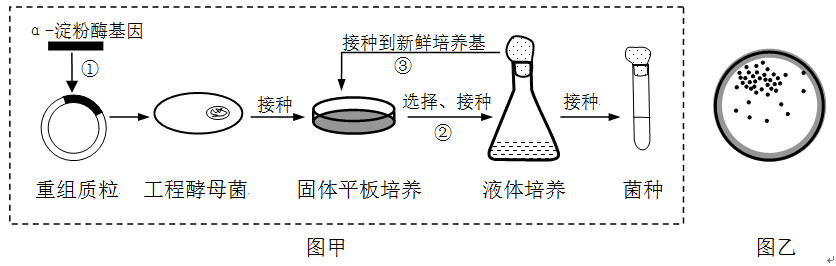 α-淀粉酶基因
①
接种到新鲜培养基
③
接种
选择、接种
②
接种
重组质粒
工程酵母菌
固体平板培养
液体培养
菌种
图甲
图乙